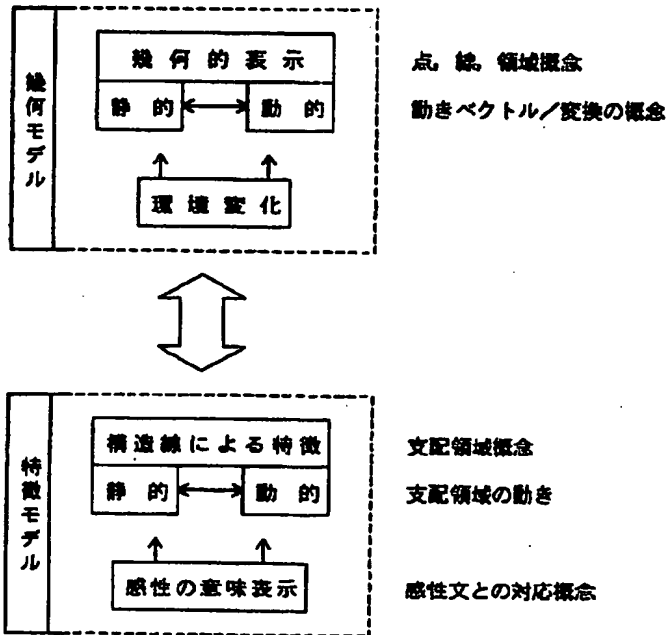 幾何モデル
幾何的表示
静的
動的
環境変化
点，線，領域概念
動きベクトル／変換の概念
特徴モデル
構造線による特徴
静的
動的
感性の意味表示
支配領域概念
支配領域の動き
感性文との対応概念